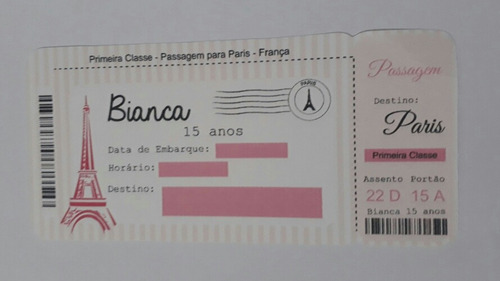 Primeira Classe - Passagem para Paris - França
Bianca
15 anos
Data de Embarque:
Horário:
Destino:
PARIS
Passagem
Destino:
Paris
Primeira Classe
Assento Portão
22 D 15 A
Bianca 15 anos